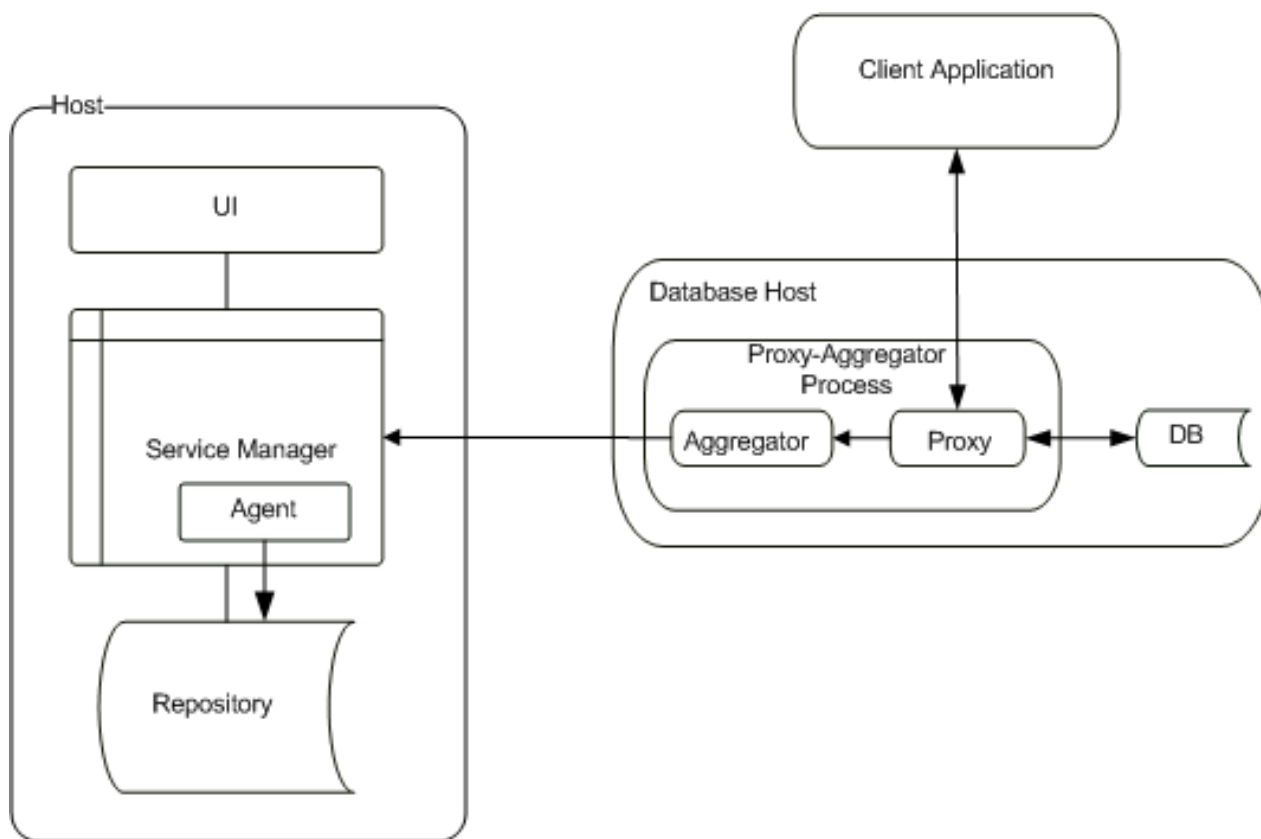 Client Application
Host
UI
Database Host
Proxy-Aggregator
Process
Service Manager
Aggregator
Proxy
DB
Agent
Repository